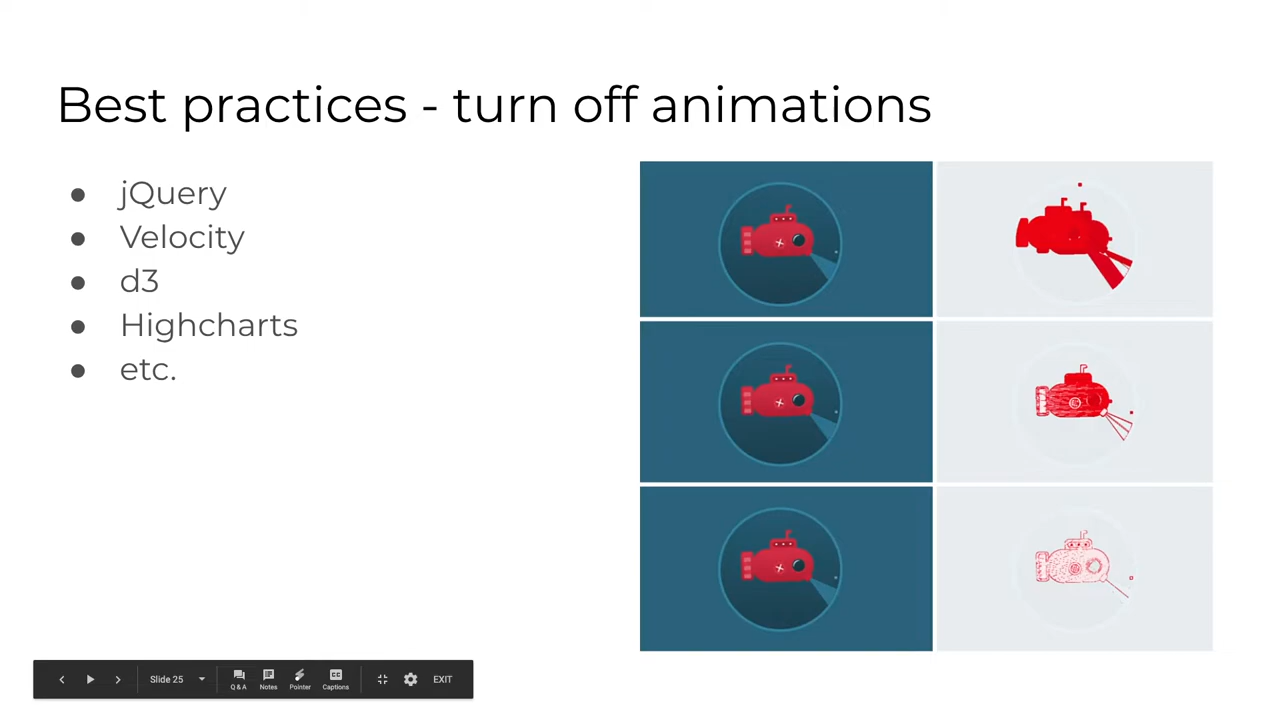 Best practices - turn off animations
● jQuery
● Velocity
● d3
● Highcharts
● etc.
Slide 25
Q & A
Notes
Pointer
Captions
EXIT